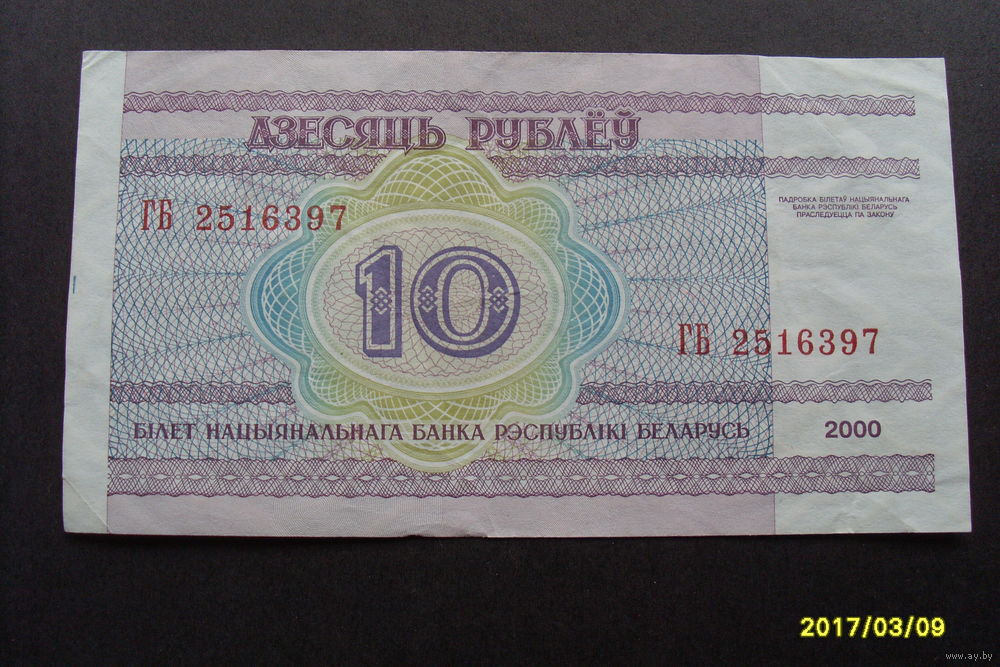 ДЗЕСЯЦЬ РУБЛЁЎ
ПАДРОБКА БІЛЕТАЎ НАЦЫЯНАЛЬНАГА
БАНКА РЭСПУБЛІКІ БЕЛАРУСЬ
ПРАСЛЕДУЕЦЦА ПА ЗАКОНУ
ГБ 2516397
10
ГБ 2516397
БІЛЕТ НАЦЫЯНАЛЬНАГА БАНКА РЭСПУБЛІКІ БЕЛАРУСЬ 2000
2017/03/09
www.ay.by